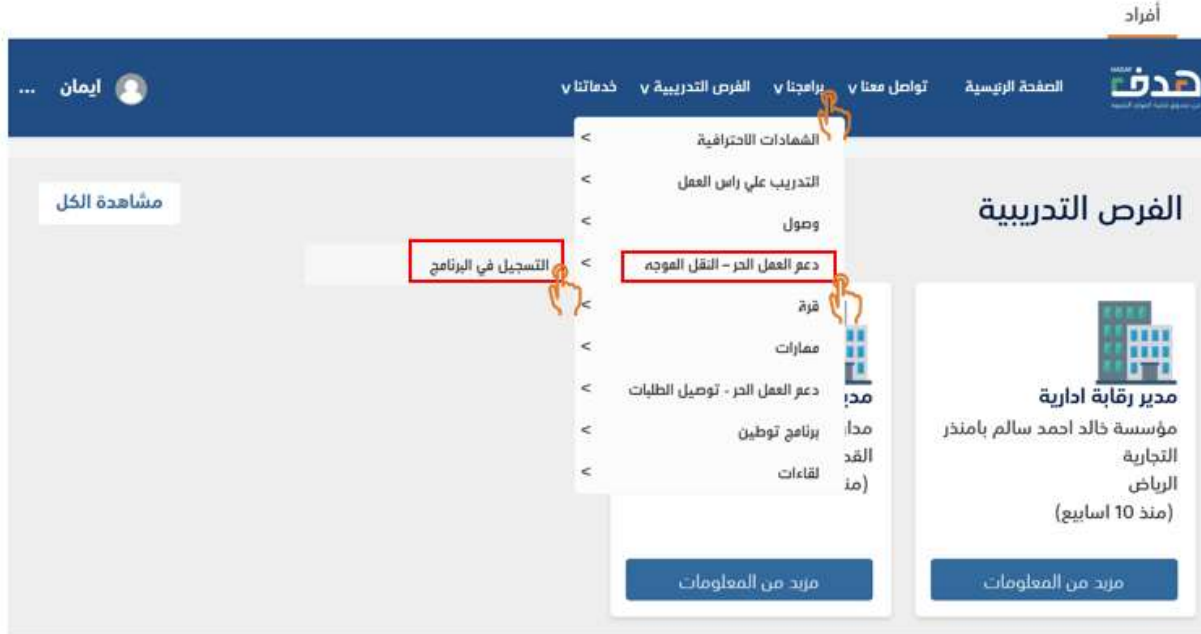 أفراد
هدف
الصفحة الرئيسية
تواصل معنا
برامجنا
الفرص التدريبية
خدماتنا
ايمان
...
الشهادات الاحترافية
التدريب علي راس العمل
وصول
دعم العمل الحر – النقل الموجه
التسجيل في البرنامج
قرة
مهارات
دعم العمل الحر - توصيل الطلبات
برنامج توطين
لقاءات
الفرص التدريبية
مشاهدة الكل
مدير رقابة ادارية
مؤسسة خالد احمد سالم بامنذر
التجارية
الرياض
(منذ 10 اسابيع)
مزيد من المعلومات
مزيد من المعلومات